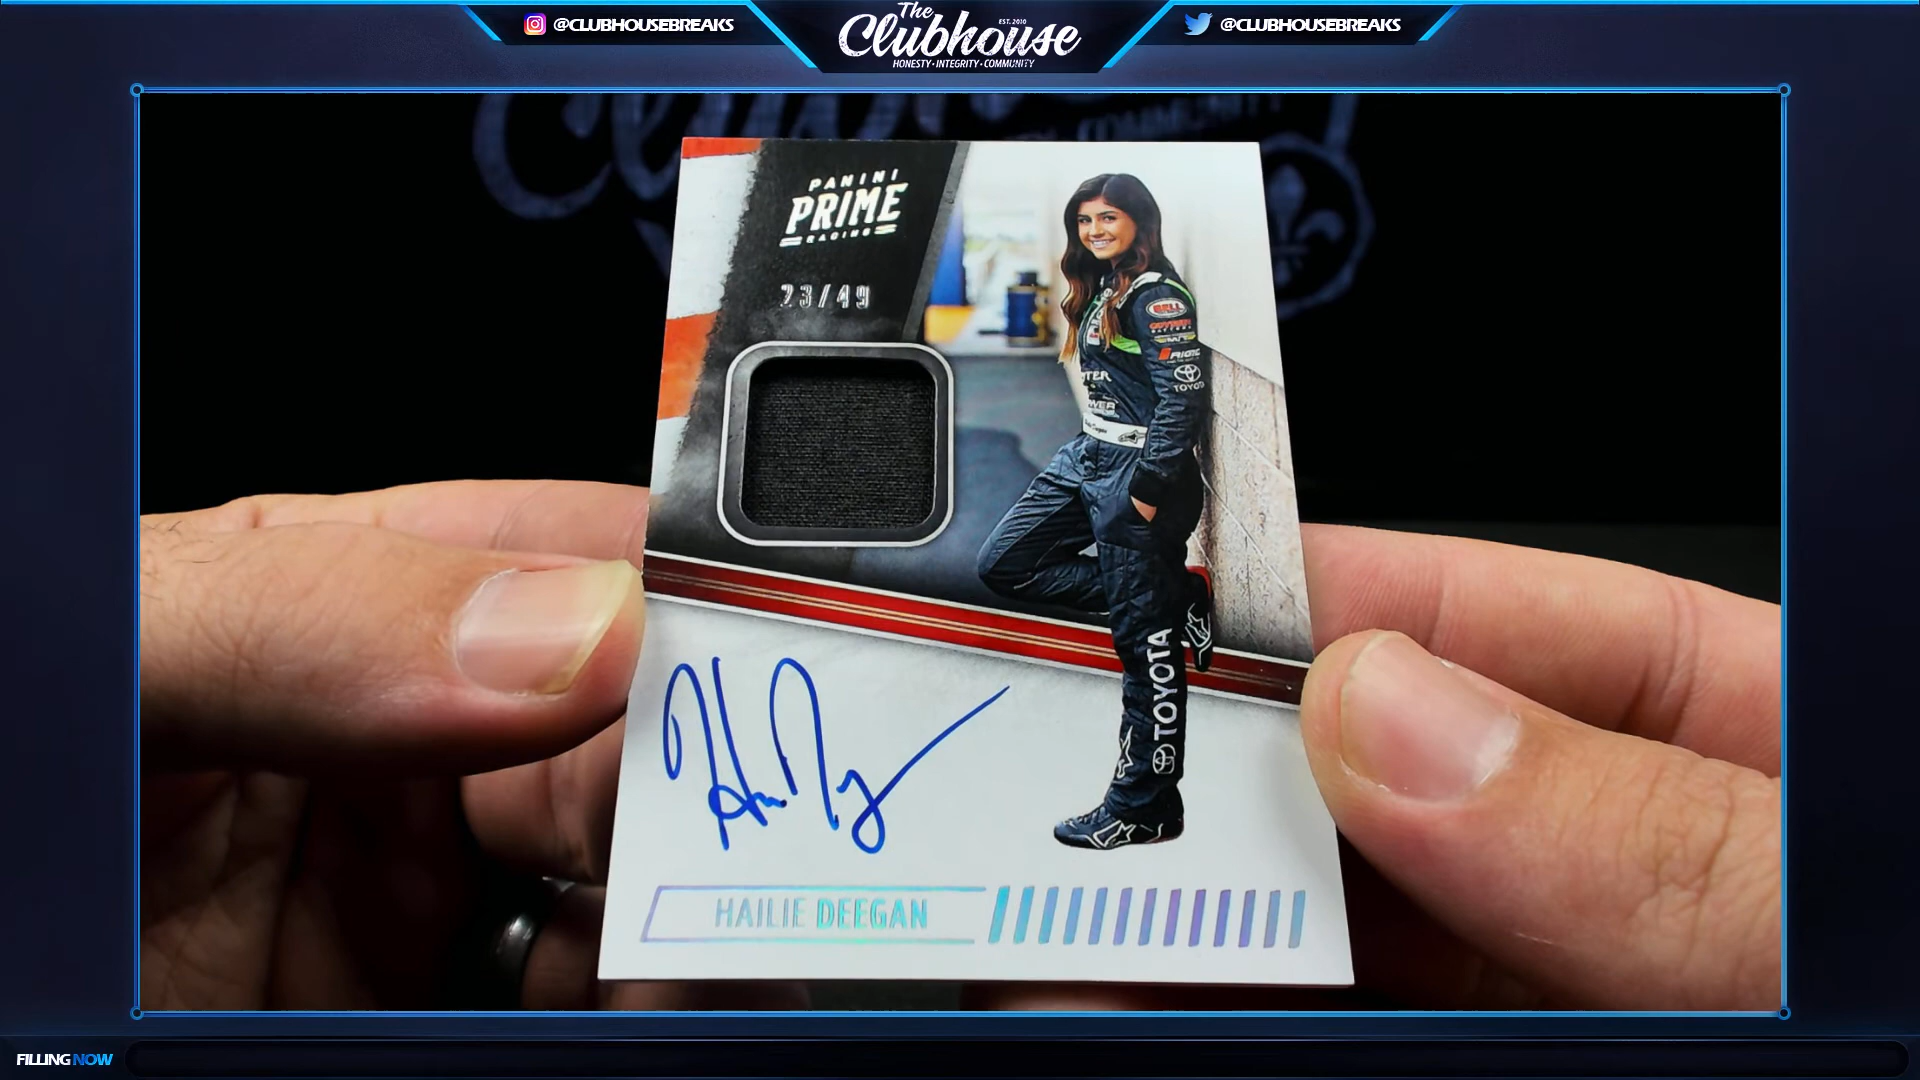 @CLUBHOUSEBREAKS
The
EST. 2010
Clubhouse
HONESTY • INTEGRITY • COMMUNITY
@CLUBHOUSEBREAKS
PANINI
PRIME
RACING
23/49
BELL
TOYOTA
HAILIE DEEGAN
FILLING NOW